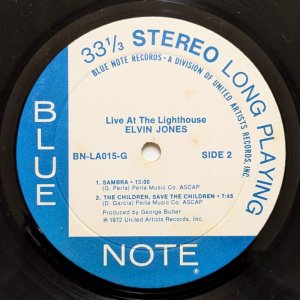 33⅓ STEREO LONG PLAYING
BLUE NOTE RECORDS • A DIVISION OF UNITED ARTISTS RECORDS, INC.
Live At The Lighthouse
ELVIN JONES
BN-LA015-G
SIDE 2
1. SAMBRA • 13:00
(G. Perla) Perla Music Co. ASCAP
2. THE CHILDREN, SAVE THE CHILDREN • 7:45
(D. Garcia) Perla Music Co. ASCAP
Produced by George Butler
℗ 1972 United Artists Records, Inc.
BLUE
NOTE
®